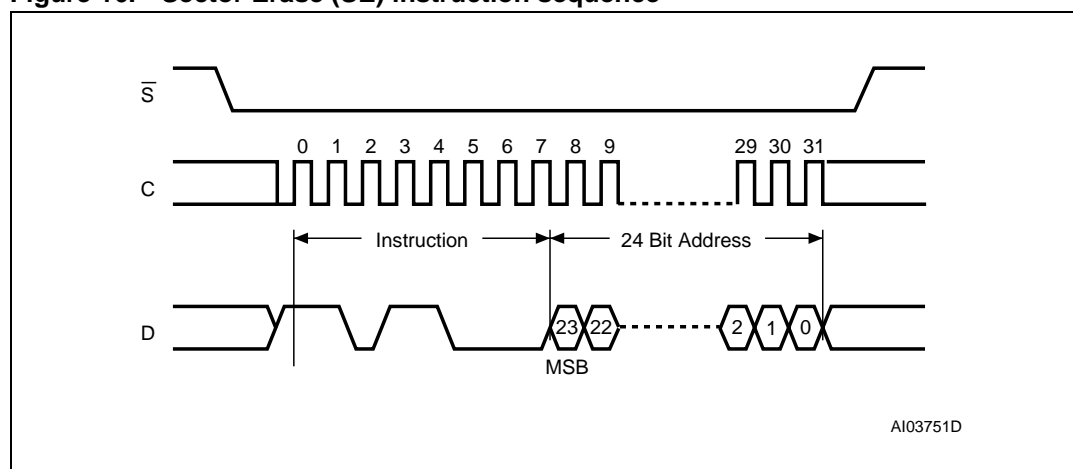 Figure 16. Sector Erase (SE) instruction sequence
S̅
0 1 2 3 4 5 6 7 8 9 29 30 31
C
Instruction 24 Bit Address
D 23 22 2 1 0
MSB
AI03751D